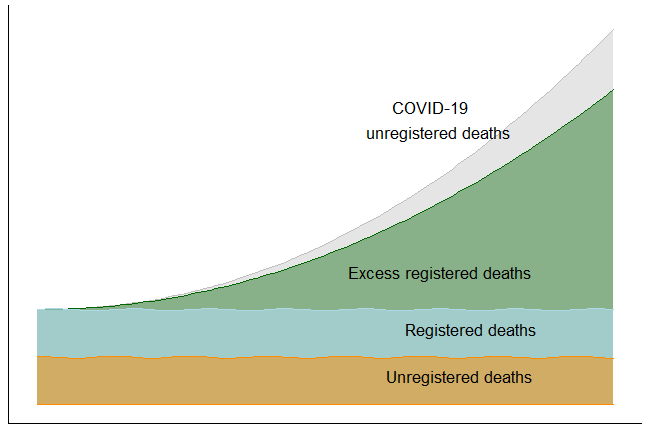 COVID-19
unregistered deaths
Excess registered deaths
Registered deaths
Unregistered deaths